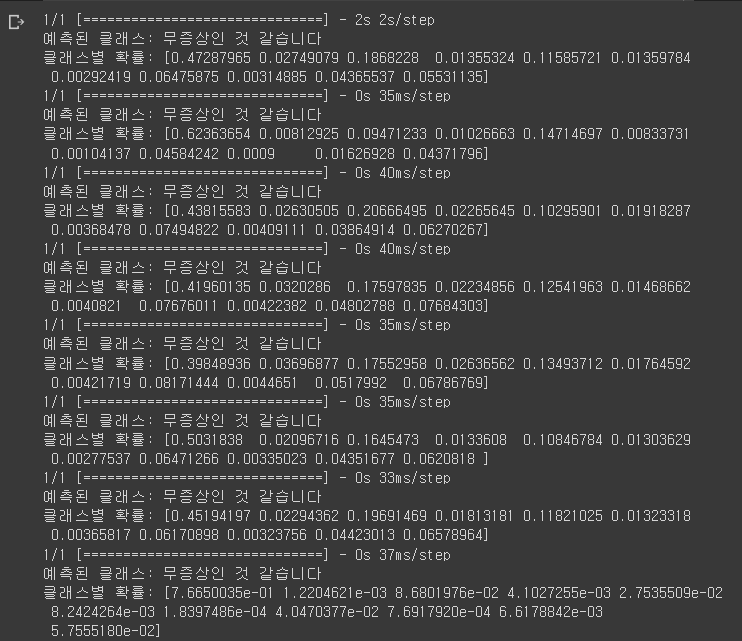 1/1 [==============================] - 2s 2s/step
예측된 클래스: 무증상인 것 같습니다
클래스별 확률: [0.47287965 0.02749079 0.1868228  0.01355324 0.11585721 0.01359784
 0.00292419 0.06475875 0.00314885 0.04365537 0.05531135]
1/1 [==============================] - 0s 35ms/step
예측된 클래스: 무증상인 것 같습니다
클래스별 확률: [0.62363654 0.00812925 0.09471233 0.01026663 0.14714697 0.00833731
 0.00104137 0.04584242 0.0009     0.01626928 0.04371796]
1/1 [==============================] - 0s 40ms/step
예측된 클래스: 무증상인 것 같습니다
클래스별 확률: [0.43815583 0.02630505 0.20666495 0.02265645 0.10295901 0.01918287
 0.00368478 0.07494822 0.00409111 0.03864914 0.06270267]
1/1 [==============================] - 0s 40ms/step
예측된 클래스: 무증상인 것 같습니다
클래스별 확률: [0.41960135 0.0320286  0.17597835 0.02234856 0.12541963 0.01468662
 0.0040821  0.07676011 0.00422382 0.04802788 0.07684303]
1/1 [==============================] - 0s 35ms/step
예측된 클래스: 무증상인 것 같습니다
클래스별 확률: [0.39848936 0.03696877 0.17552958 0.02636562 0.13493712 0.01764592
 0.00421719 0.08171444 0.0044651  0.0517992  0.06786769]
1/1 [==============================] - 0s 35ms/step
예측된 클래스: 무증상인 것 같습니다
클래스별 확률: [0.5031838  0.02096716 0.1645473  0.0133608  0.10846784 0.01303629
 0.00277537 0.06471266 0.00335023 0.04351677 0.0620818 ]
1/1 [==============================] - 0s 33ms/step
예측된 클래스: 무증상인 것 같습니다
클래스별 확률: [0.45194197 0.02294362 0.19691469 0.01813181 0.11821025 0.01323318
 0.00365817 0.06170898 0.00323756 0.04423013 0.06578964]
1/1 [==============================] - 0s 37ms/step
예측된 클래스: 무증상인 것 같습니다
클래스별 확률: [7.6650035e-01 1.2204621e-03 8.6801976e-02 4.1027255e-03 2.7535509e-02
 8.2424264e-03 1.8397486e-04 4.0470377e-02 7.6917920e-04 6.6178842e-03
 5.7555180e-02]